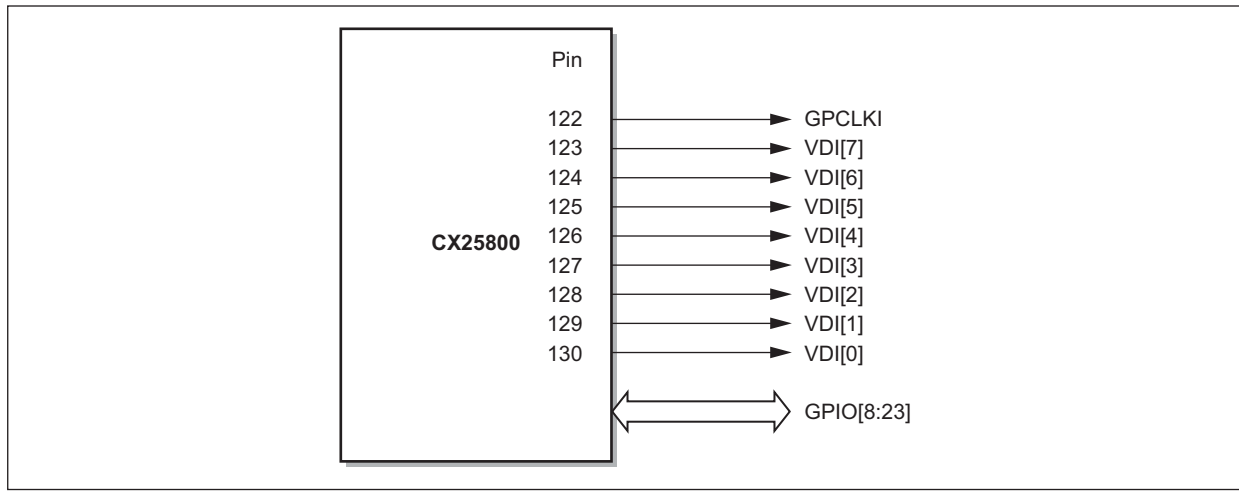 Pin
122 GPCLKI
123 VDI[7]
124 VDI[6]
125 VDI[5]
CX25800 126 VDI[4]
127 VDI[3]
128 VDI[2]
129 VDI[1]
130 VDI[0]
GPIO[8:23]